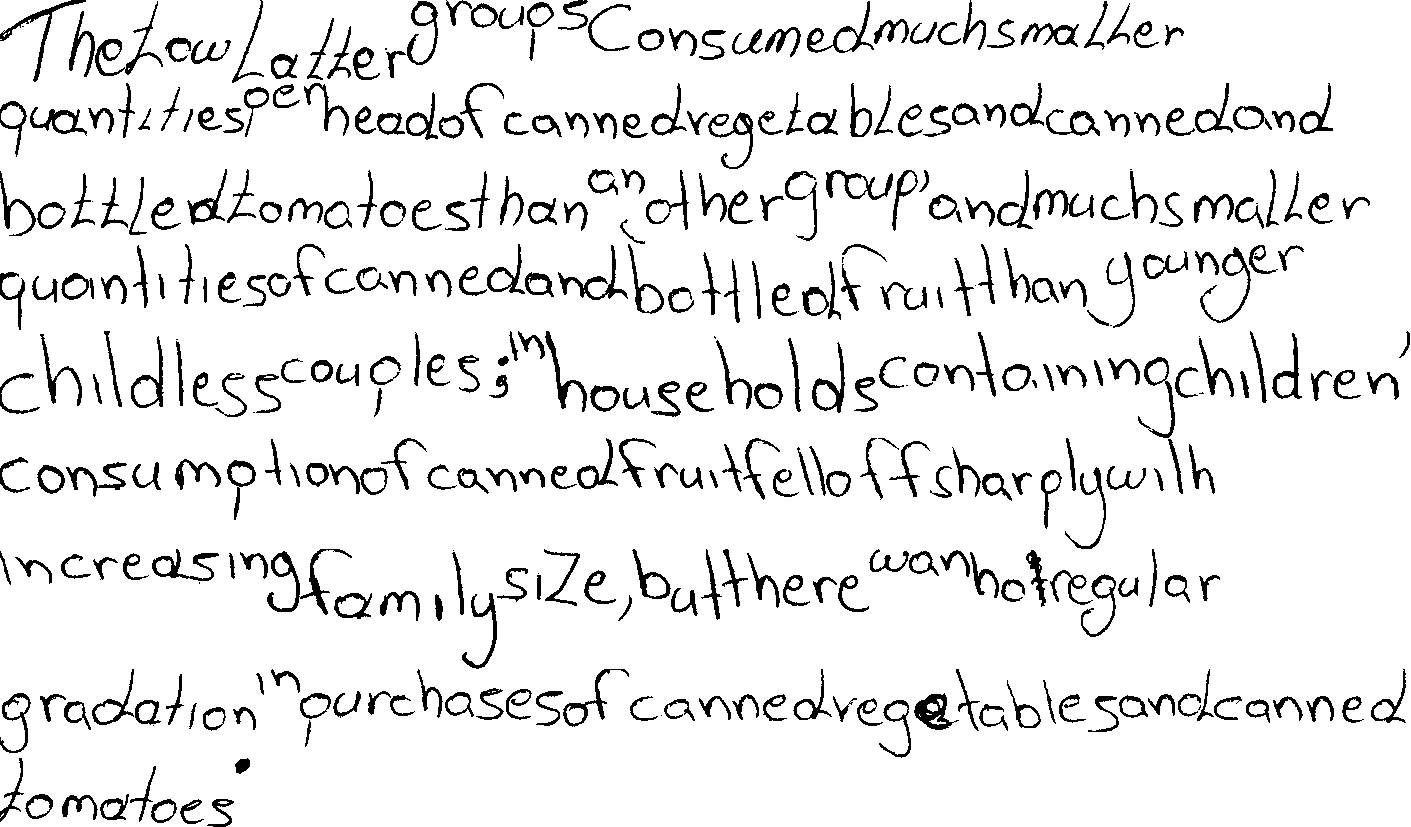 The Low Latter groups Consumed much smaller
quantities per head of canned vegetables and canned and
bottled tomatoes than an other group, and much smaller
quantities of canned and bottled fruit than younger
childless couples; in households containing children,
consumption of canned fruit fell off sharply with
increasing family size, but there wan hot regular
gradation in purchases of canned vegetables and canned
tomatoes.